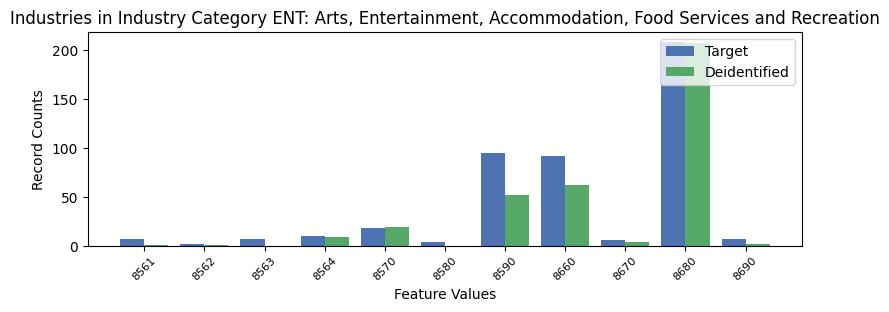 Industries in Industry Category ENT: Arts, Entertainment, Accommodation, Food Services and Recreation
200
150
100
50
0
Record Counts
Target
Deidentified
8561 8562 8563 8564 8570 8580 8590 8660 8670 8680 8690
Feature Values